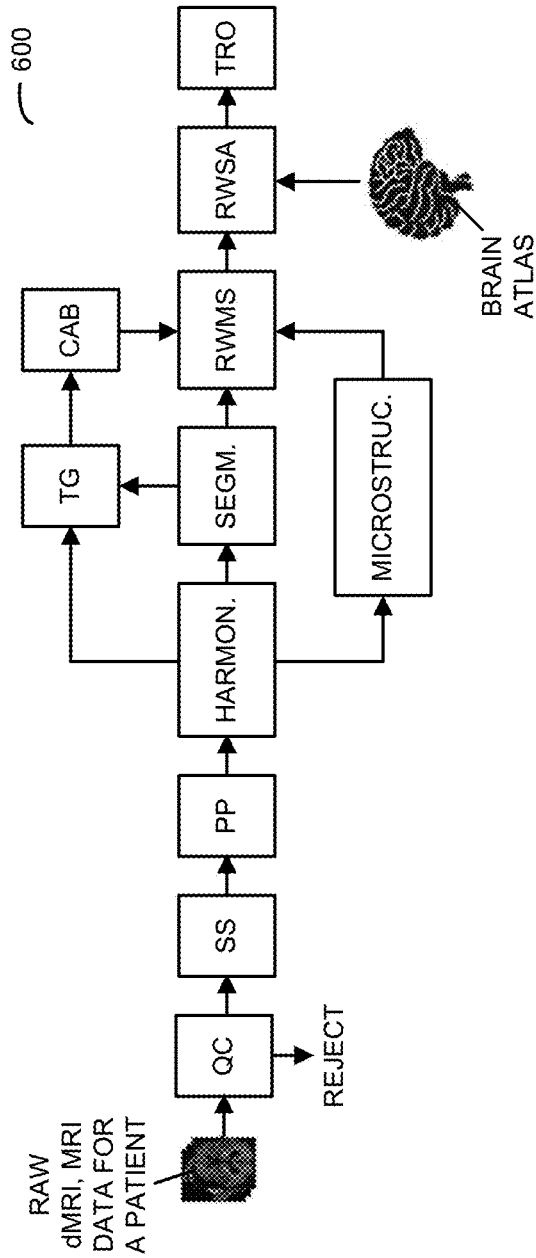 600
RAW
dMRI, MRI
DATA FOR
A PATIENT
QC
REJECT
SS
PP
HARMON.
SEGM.
TG
CAB
MICROSTRUC.
RWMS
RWSA
TRO
BRAIN
ATLAS